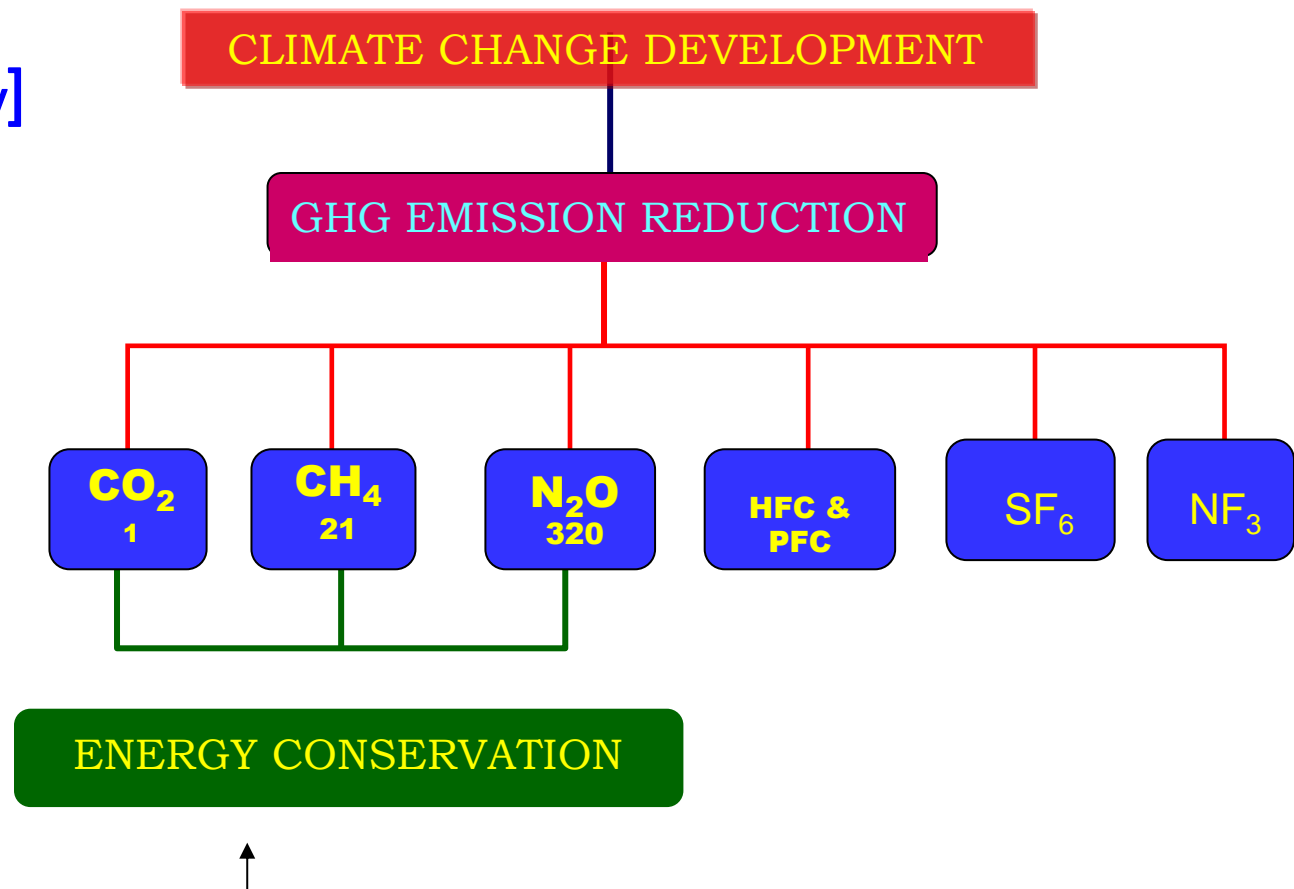 CLIMATE CHANGE DEVELOPMENT
y]
GHG EMISSION REDUCTION
CO₂
1
CH₄
21
N₂O
320
HFC &
PFC
SF₆
NF₃
ENERGY CONSERVATION